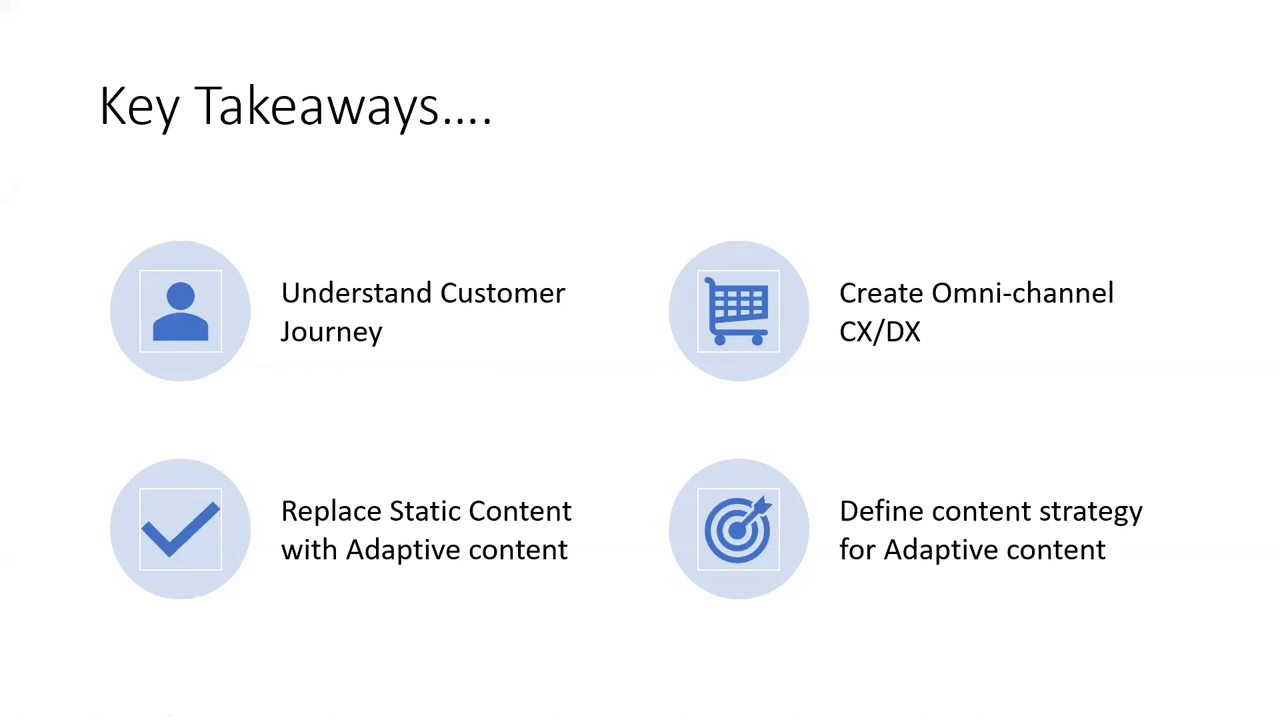 Key Takeaways....
Understand Customer
Journey
Create Omni-channel
CX/DX
Replace Static Content
with Adaptive content
Define content strategy
for Adaptive content